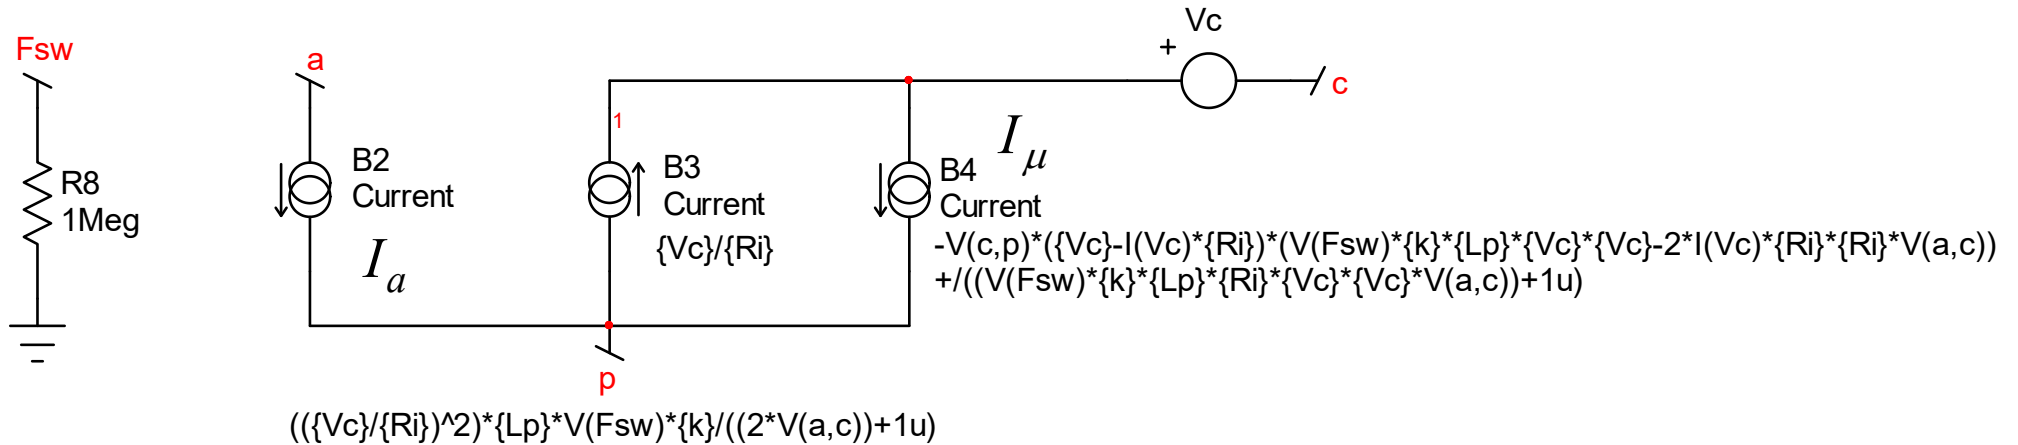 Fsw
R8
1Meg
a
B2
Current
I a
1
B3
Current
{Vc}/{Ri}
I μ
B4
Current
-V(c,p)*({Vc}-I(Vc)*{Ri})*(V(Fsw)*{k}*{Lp}*{Vc}*{Vc}-2*I(Vc)*{Ri}*{Ri}*V(a,c))
+/((V(Fsw)*{k}*{Lp}*{Ri}*{Vc}*{Vc}*V(a,c))+1u)
Vc
+
c
p
(({Vc}/{Ri})^2)*{Lp}*V(Fsw)*{k}/((2*V(a,c))+1u)